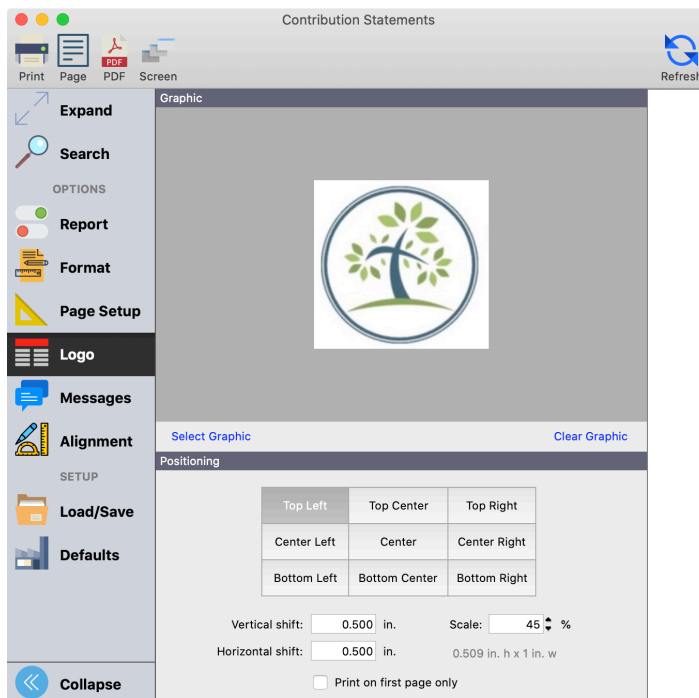 Contribution Statements
PDF
Print Page PDF Screen Refresh
Expand
Search
OPTIONS
Report
Format
Page Setup
Logo
Messages
Alignment
SETUP
Load/Save
Defaults
Collapse
Graphic
Select Graphic Clear Graphic
Positioning
Top Left Top Center Top Right
Center Left Center Center Right
Bottom Left Bottom Center Bottom Right
Vertical shift: 0.500 in. Scale: 45 %
Horizontal shift: 0.500 in. 0.509 in. h x 1 in. w
Print on first page only